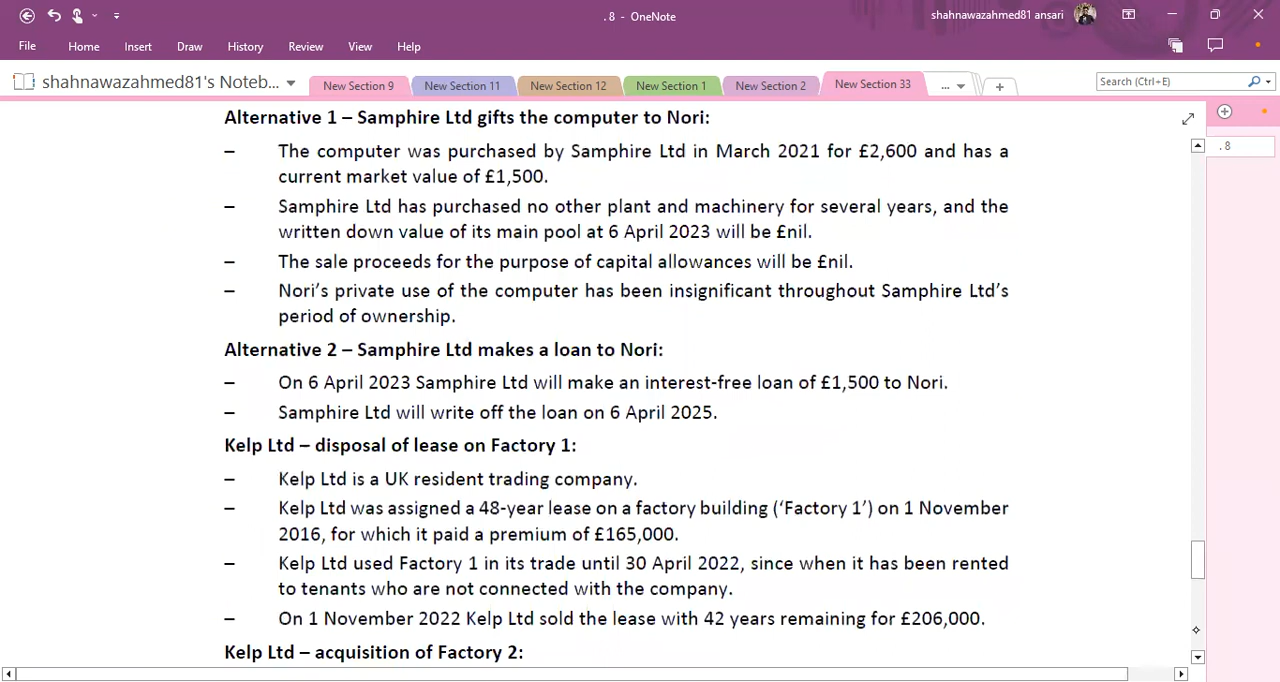 . 8 - OneNote
shahnawazahmed81 ansari
File Home Insert Draw History Review View Help
shahnawazahmed81's Noteb...
New Section 9 New Section 11 New Section 12 New Section 1 New Section 2 New Section 33 ...
Search (Ctrl+E)
. 8
Alternative 1 – Samphire Ltd gifts the computer to Nori:
– The computer was purchased by Samphire Ltd in March 2021 for £2,600 and has a
current market value of £1,500.
– Samphire Ltd has purchased no other plant and machinery for several years, and the
written down value of its main pool at 6 April 2023 will be £nil.
– The sale proceeds for the purpose of capital allowances will be £nil.
– Nori's private use of the computer has been insignificant throughout Samphire Ltd's
period of ownership.
Alternative 2 – Samphire Ltd makes a loan to Nori:
– On 6 April 2023 Samphire Ltd will make an interest-free loan of £1,500 to Nori.
– Samphire Ltd will write off the loan on 6 April 2025.
Kelp Ltd – disposal of lease on Factory 1:
– Kelp Ltd is a UK resident trading company.
– Kelp Ltd was assigned a 48-year lease on a factory building ('Factory 1') on 1 November
2016, for which it paid a premium of £165,000.
– Kelp Ltd used Factory 1 in its trade until 30 April 2022, since when it has been rented
to tenants who are not connected with the company.
– On 1 November 2022 Kelp Ltd sold the lease with 42 years remaining for £206,000.
Kelp Ltd – acquisition of Factory 2: